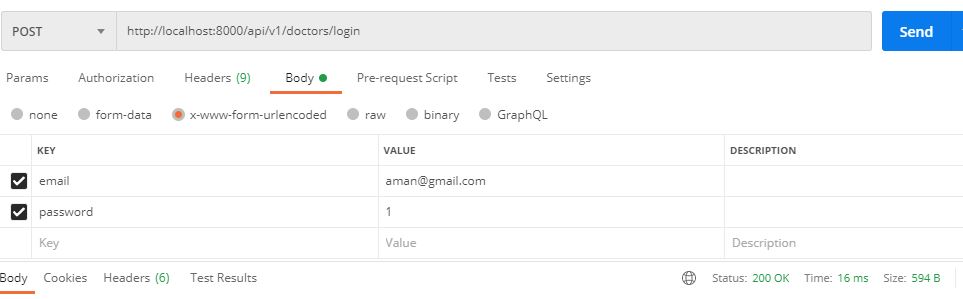 POST http://localhost:8000/api/v1/doctors/login Send
Params Authorization Headers (9) Body Pre-request Script Tests Settings
none form-data x-www-form-urlencoded raw binary GraphQL
KEY VALUE DESCRIPTION
email aman@gmail.com
password 1
Key Value Description
Body Cookies Headers (6) Test Results Status: 200 OK Time: 16 ms Size: 594 B